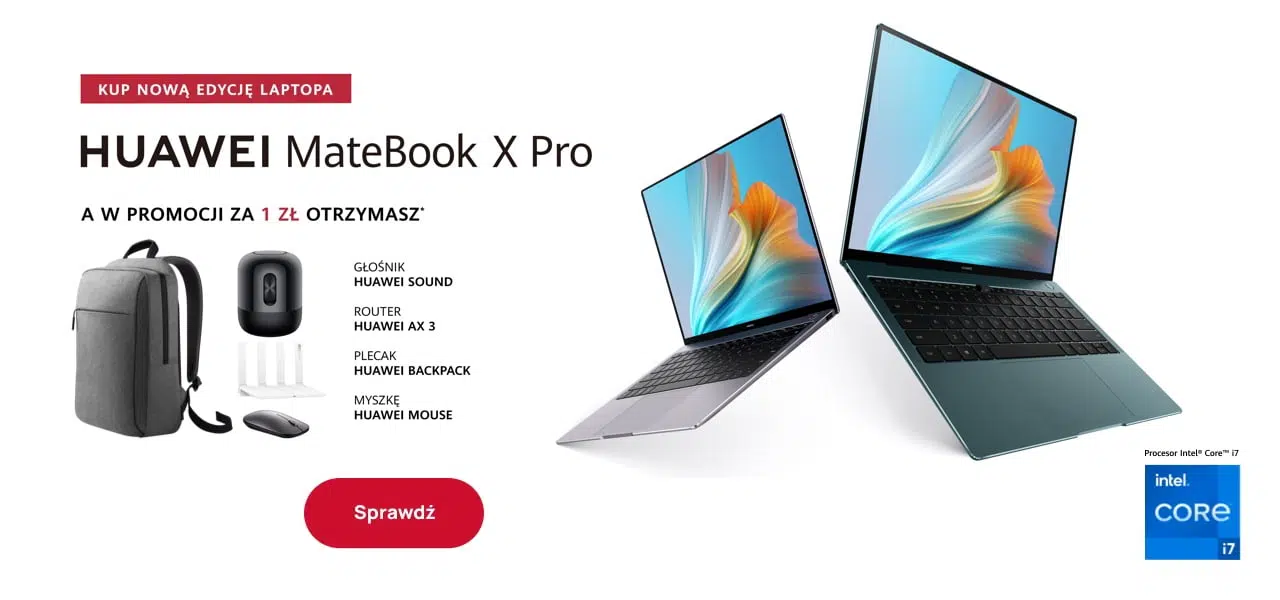 KUP NOWĄ EDYCJĘ LAPTOPA
HUAWEI MateBook X Pro
A W PROMOCJI ZA 1 ZŁ OTRZYMASZ*
GŁOŚNIK
HUAWEI SOUND
ROUTER
HUAWEI AX 3
PLECAK
HUAWEI BACKPACK
MYSZKĘ
HUAWEI MOUSE
Sprawdź
Procesor Intel® Core™ i7
intel.
CORE
i7